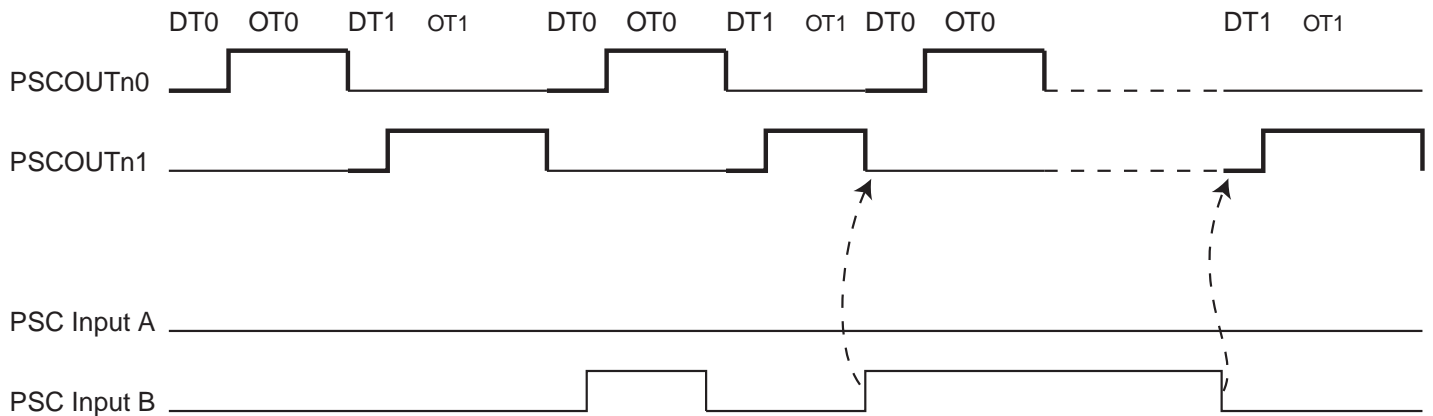 DT0 OT0 DT1 OT1 DT0 OT0 DT1 OT1 DT0 OT0 DT1 OT1
PSCOUTn0
PSCOUTn1
PSC Input A
PSC Input B